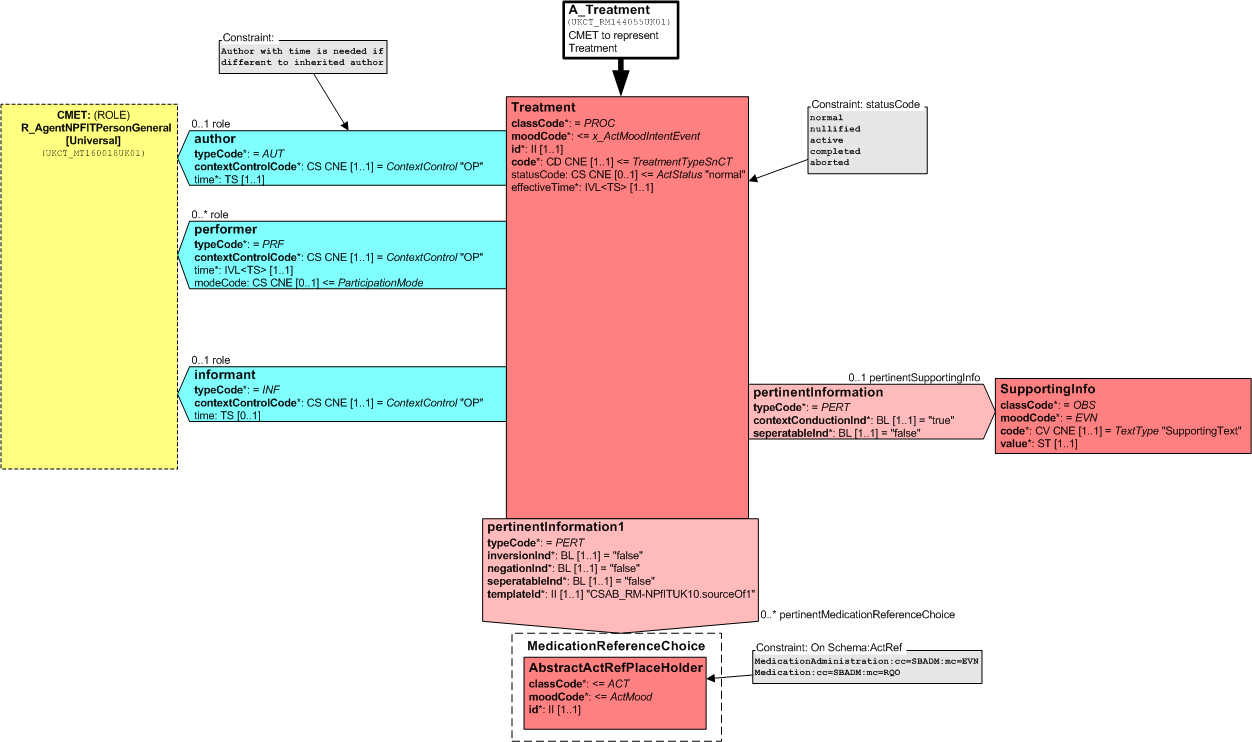 A_Treatment
(UKCT_RM144055UK01)
CMET to represent
Treatment
Constraint:
Author with time is needed if
different to inherited author
CMET: (ROLE)
R_AgentNPFITPersonGeneral
[Universal]
(UKCT_MT160018UK01)
0..1 role
author
typeCode*: = AUT
contextControlCode*: CS CNE [1..1] = ContextControl "OP"
time*: TS [1..1]
0..* role
performer
typeCode*: = PRF
contextControlCode*: CS CNE [1..1] = ContextControl "OP"
time*: IVL<TS> [1..1]
modeCode: CS CNE [0..1] <= ParticipationMode
0..1 role
informant
typeCode*: = INF
contextControlCode*: CS CNE [1..1] = ContextControl "OP"
time: TS [0..1]
Treatment
classCode*: = PROC
moodCode*: <= x_ActMoodIntentEvent
id*: II [1..1]
code*: CD CNE [1..1] <= TreatmentTypeSnCT
statusCode: CS CNE [0..1] <= ActStatus "normal"
effectiveTime*: IVL<TS> [1..1]
Constraint: statusCode
normal
nullified
active
completed
aborted
0..1 pertinentSupportingInfo
pertinentInformation
typeCode*: = PERT
contextConductionInd*: BL [1..1] = "true"
seperatableInd*: BL [1..1] = "false"
SupportingInfo
classCode*: = OBS
moodCode*: = EVN
code*: CV CNE [1..1] = TextType "SupportingText"
value*: ST [1..1]
pertinentInformation1
typeCode*: = PERT
inversionInd*: BL [1..1] = "false"
negationInd*: BL [1..1] = "false"
seperatableInd*: BL [1..1] = "false"
templateId*: II [1..1] "CSAB_RM-NPfITUK10.sourceOf1"
0..* pertinentMedicationReferenceChoice
MedicationReferenceChoice
AbstractActRefPlaceHolder
classCode*: <= ACT
moodCode*: <= ActMood
id*: II [1..1]
Constraint: On Schema:ActRef
MedicationAdministration:cc=SBADM:mc=EVN
Medication:cc=SBADM:mc=RQO